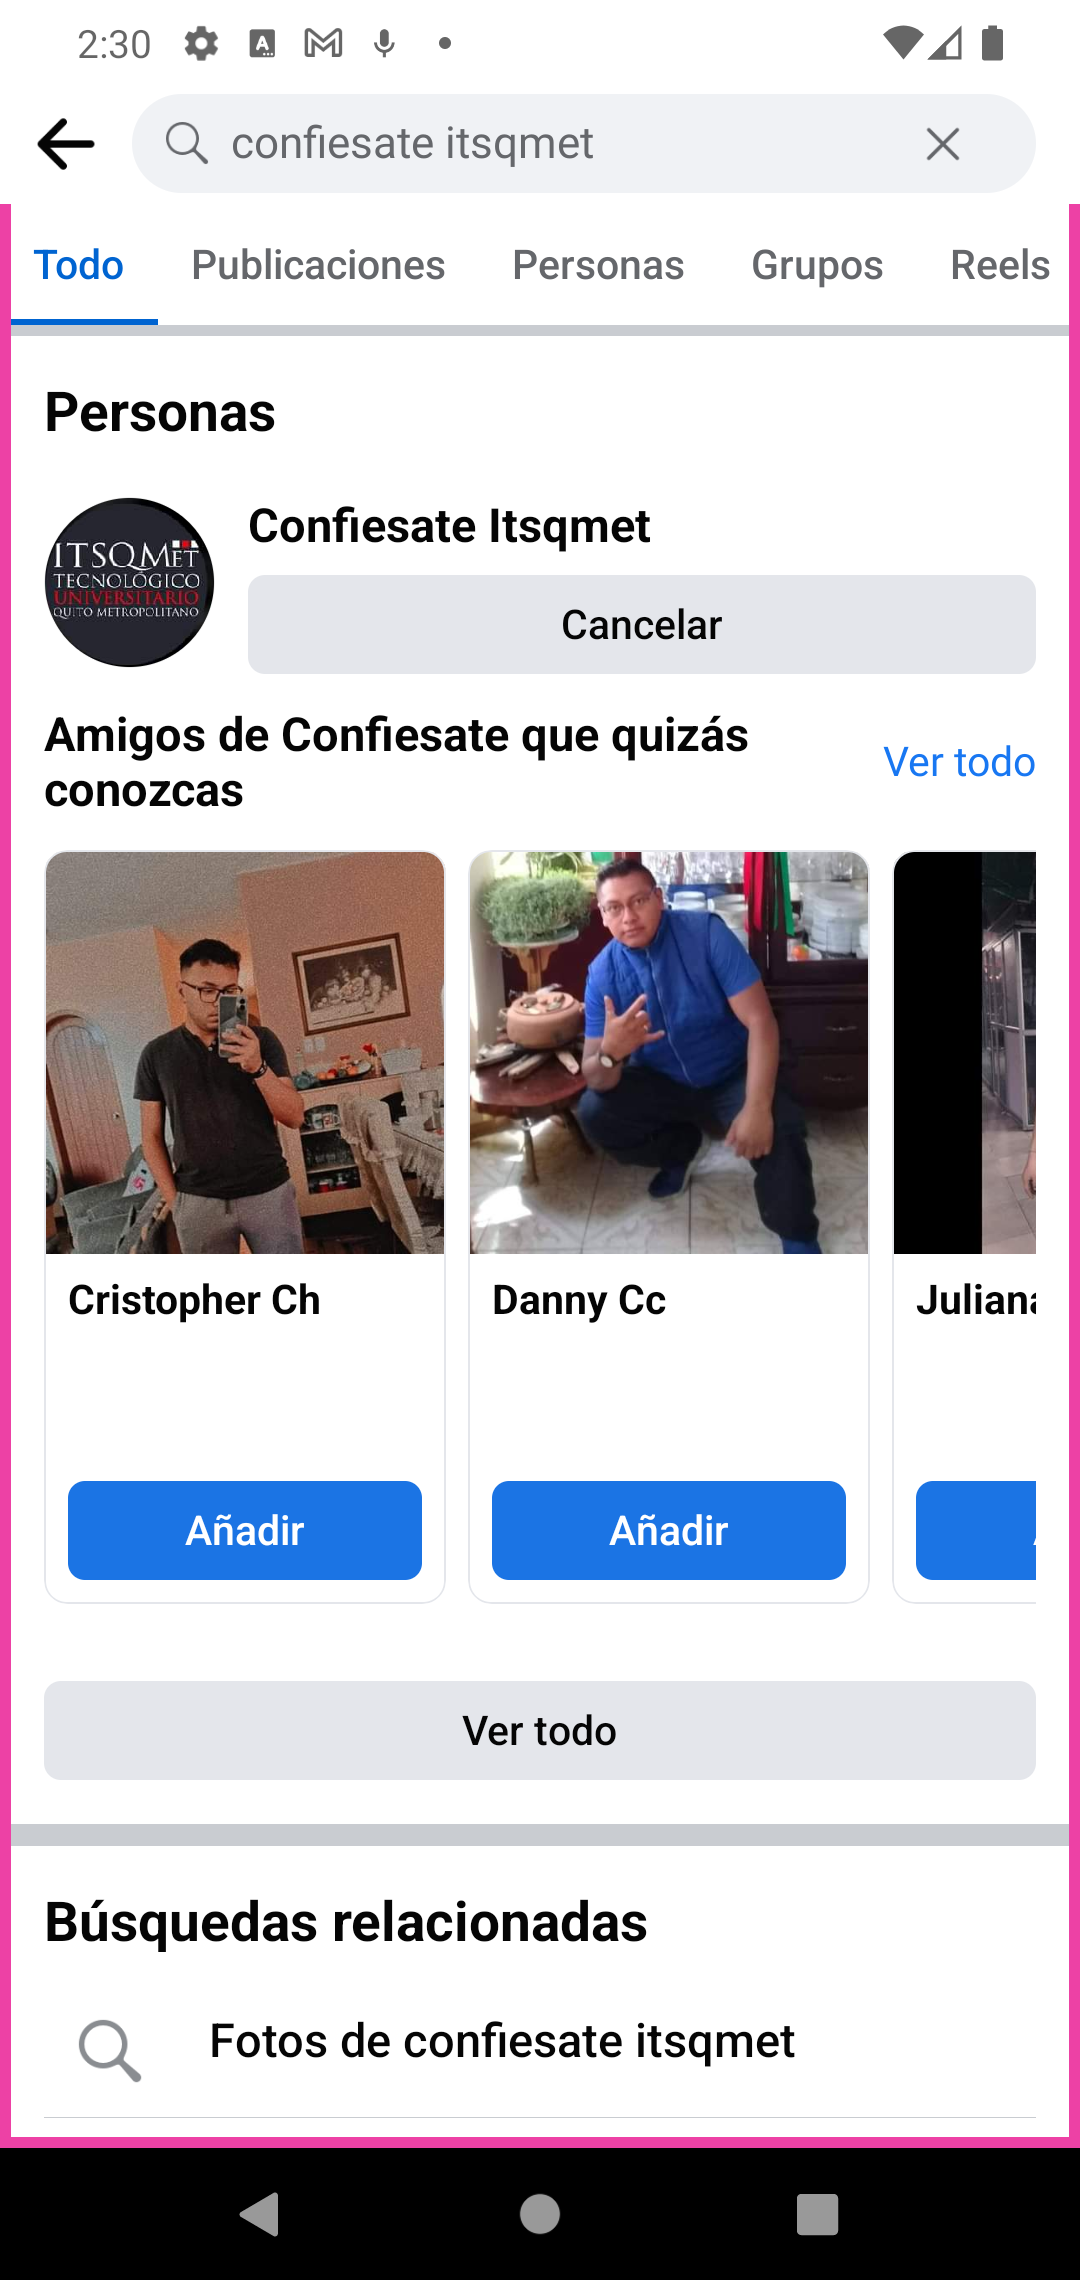 2:30
confiesate itsqmet
Todo Publicaciones Personas Grupos Reels
Personas
ITSQMET
TECNOLÓGICO
UNIVERSITARIO
QUITO METROPOLITANO
Confiesate Itsqmet
Cancelar
Amigos de Confiesate que quizás
conozcas
Ver todo
Cristopher Ch
Añadir
Danny Cc
Añadir
Ver todo
Búsquedas relacionadas
Fotos de confiesate itsqmet